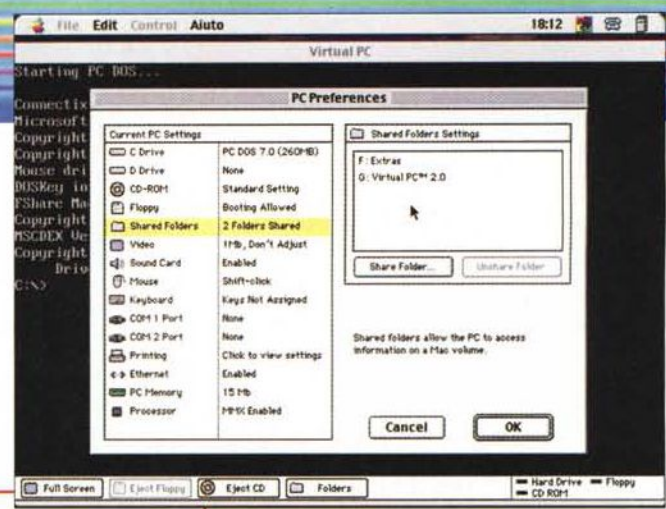 File Edit Control Aiuto 18:12
Virtual PC
Starting PC DOS...
Connectix
Microsoft
Copyright
Copyright
Mouse dri
DOSKey in
FShare Ma
Copyright
MSCDEX Ve
Copyright
Driv
C:\>
PC Preferences
Current PC Settings
C Drive PC DOS 7.0 (260MB)
D Drive None
CD-ROM Standard Setting
Floppy Booting Allowed
Shared Folders 2 Folders Shared
Video 1Mb, Don't Adjust
Sound Card Enabled
Mouse Shift-click
Keyboard Keys Not Assigned
COM 1 Port None
COM 2 Port None
Printing Click to view settings
Ethernet Enabled
PC Memory 15 Mb
Processor MMX Enabled
Shared Folders Settings
F: Extras
G: Virtual PC™ 2.0
Share Folder... Unshare Folder
Shared folders allow the PC to access
information on a Mac volume.
Cancel OK
Full Screen Eject Floppy Eject CD Folders Hard Drive Floppy
CD ROM